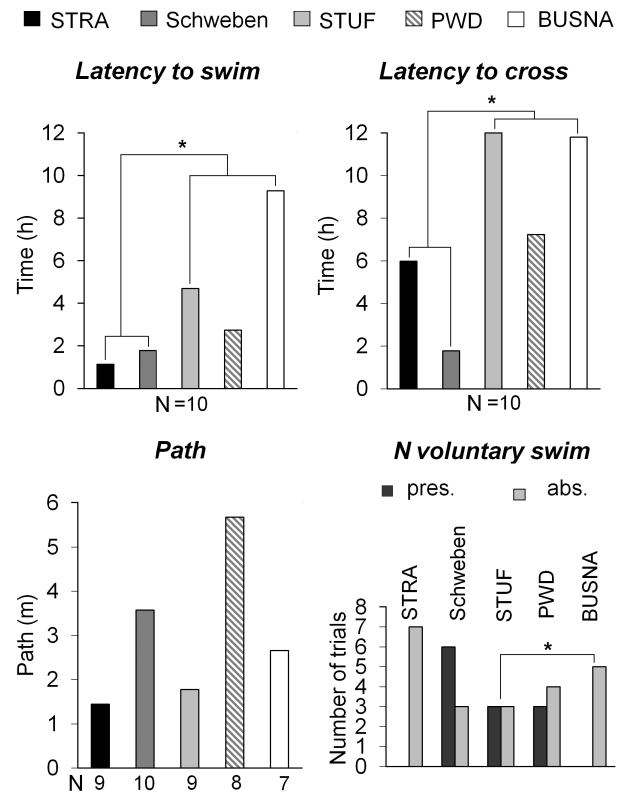 STRA Schweben STUF PWD BUSNA
Latency to swim
Time (h)
12
10
8
6
4
2
0
*
N =10
Latency to cross
Time (h)
12
10
8
6
4
2
0
*
N =10
Path
Path (m)
6
5
4
3
2
1
0
N 9 10 9 8 7
N voluntary swim
pres. abs.
STRA
Schweben
STUF
PWD
BUSNA
Number of trials
8
7
6
5
4
3
2
1
0
*